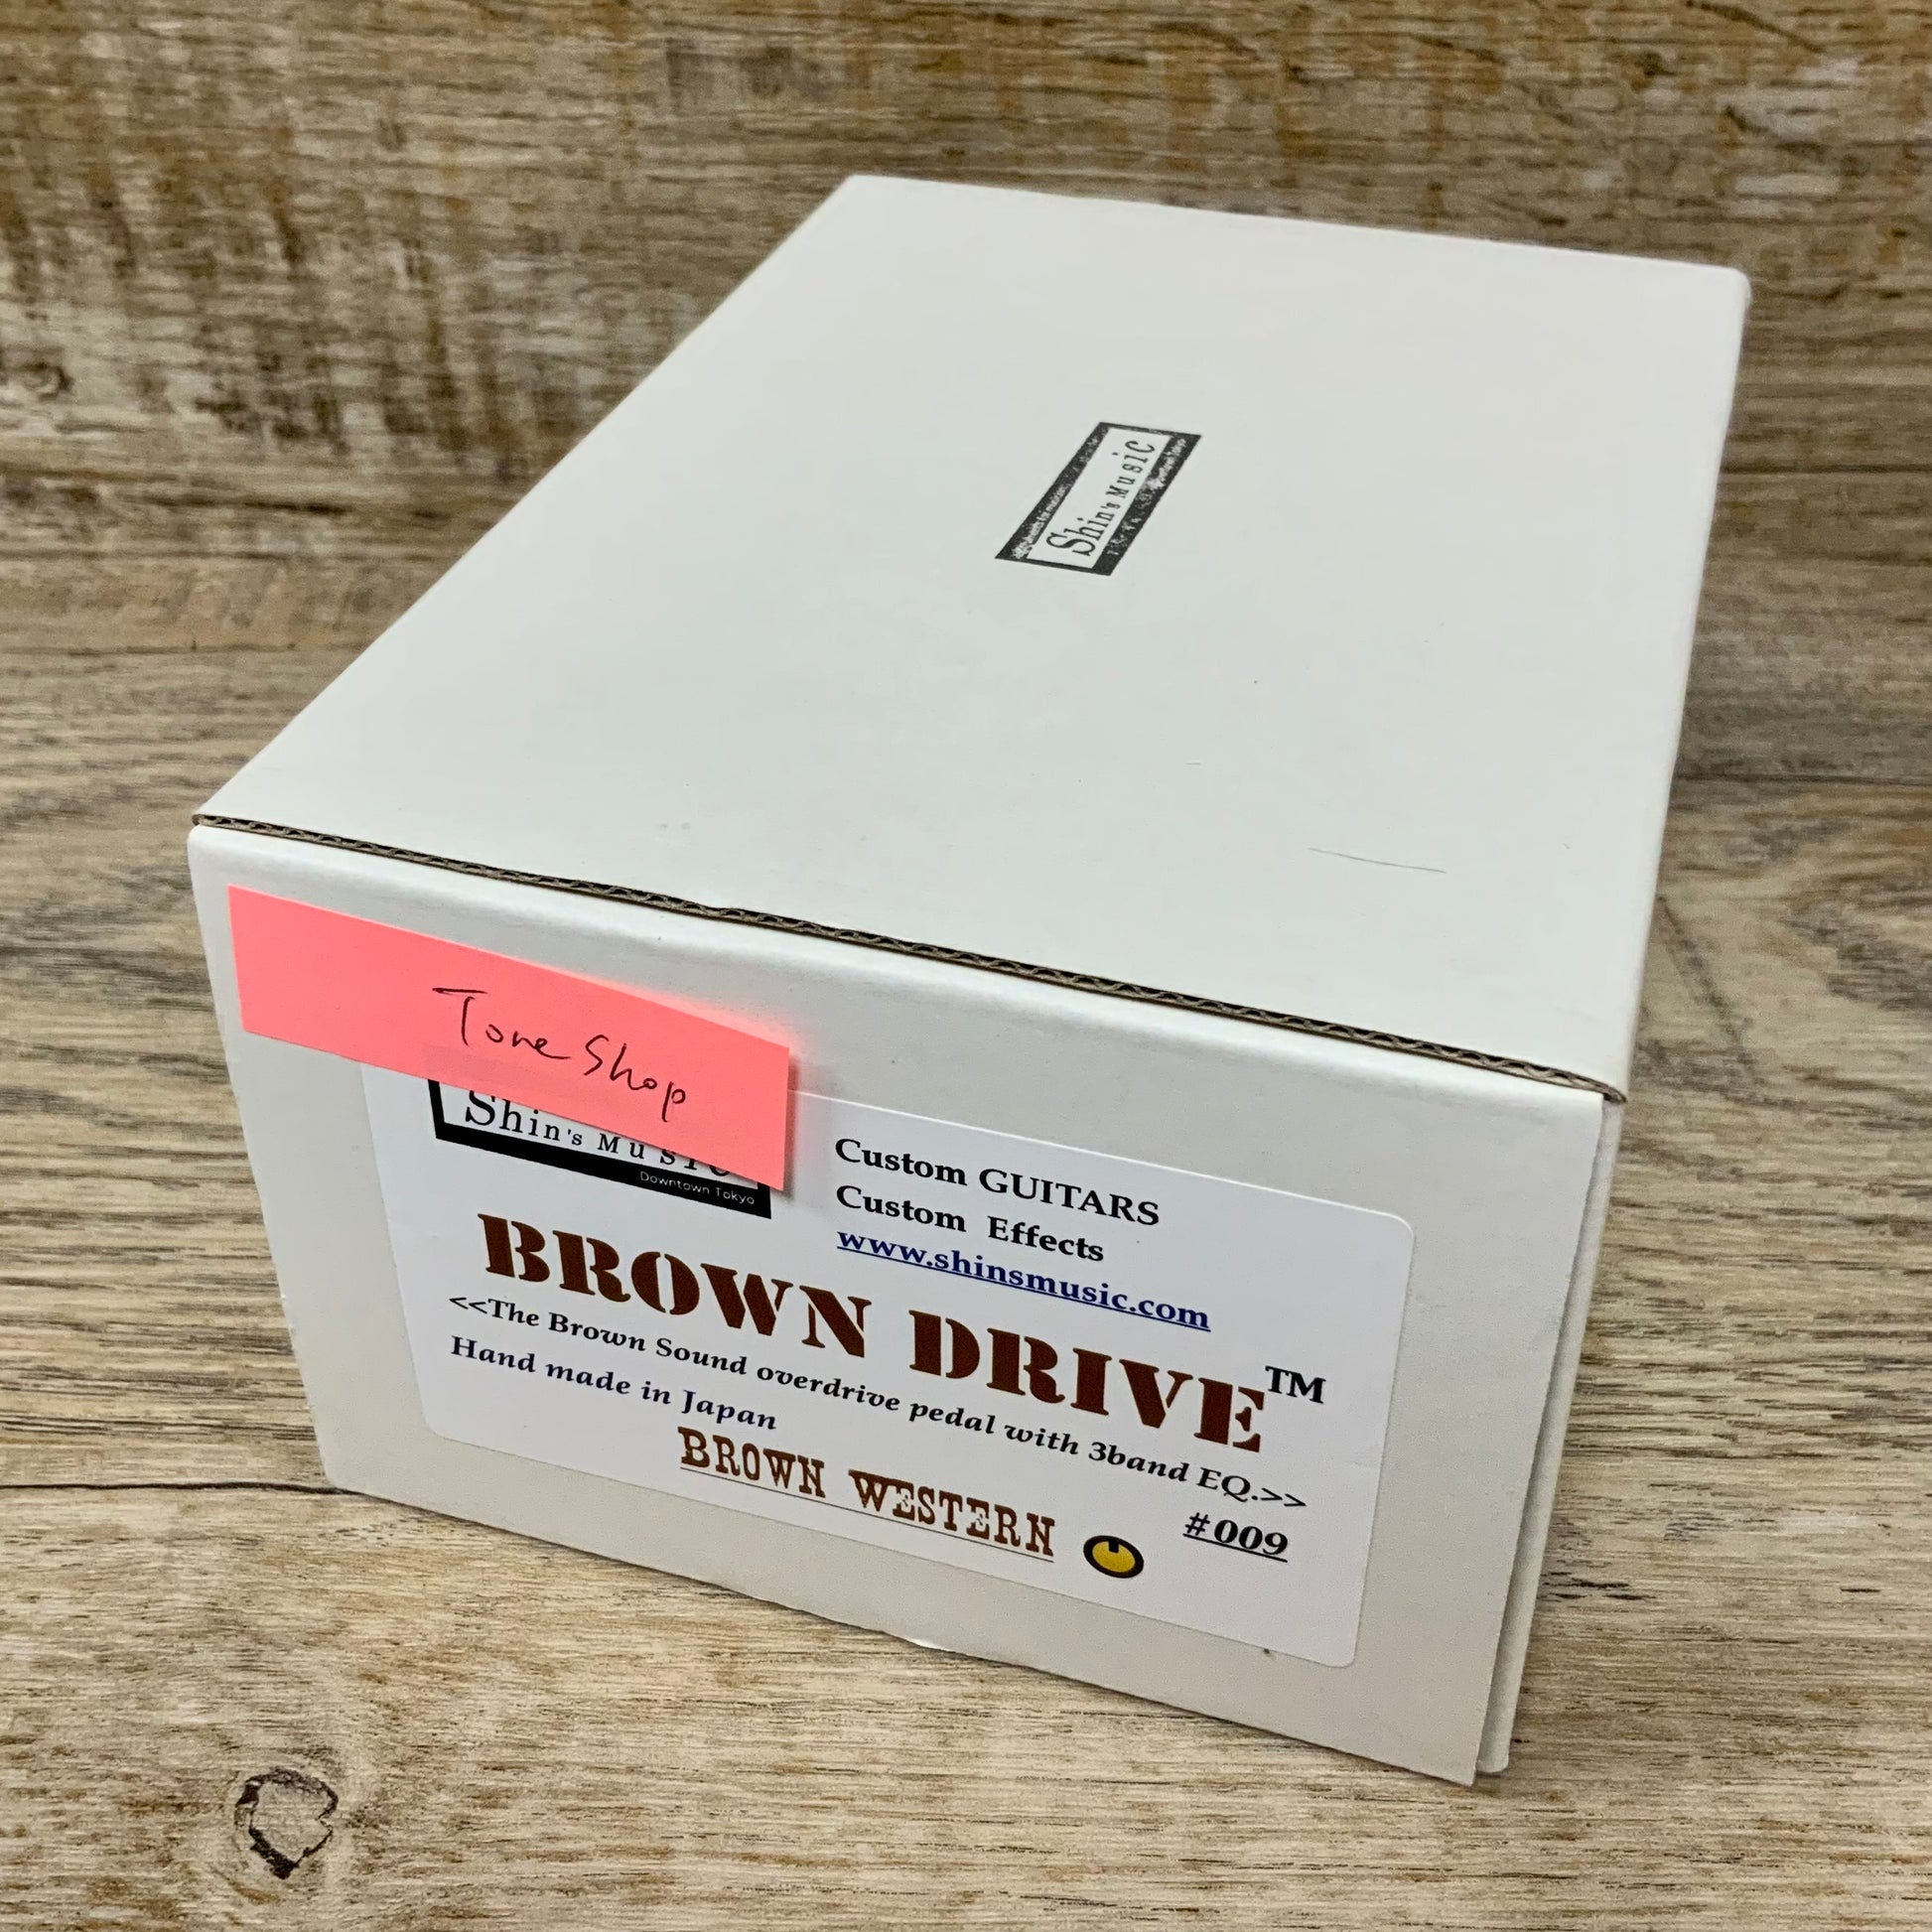 Shin's MusiC
Tone Shop
Shin's MusiC
Downtown Tokyo
Custom GUITARS
Custom Effects
www.shinsmusic.com
BROWN DRIVE™
<<The Brown Sound overdrive pedal with 3band EQ.>>
Hand made in Japan
BROWN WESTERN
#009